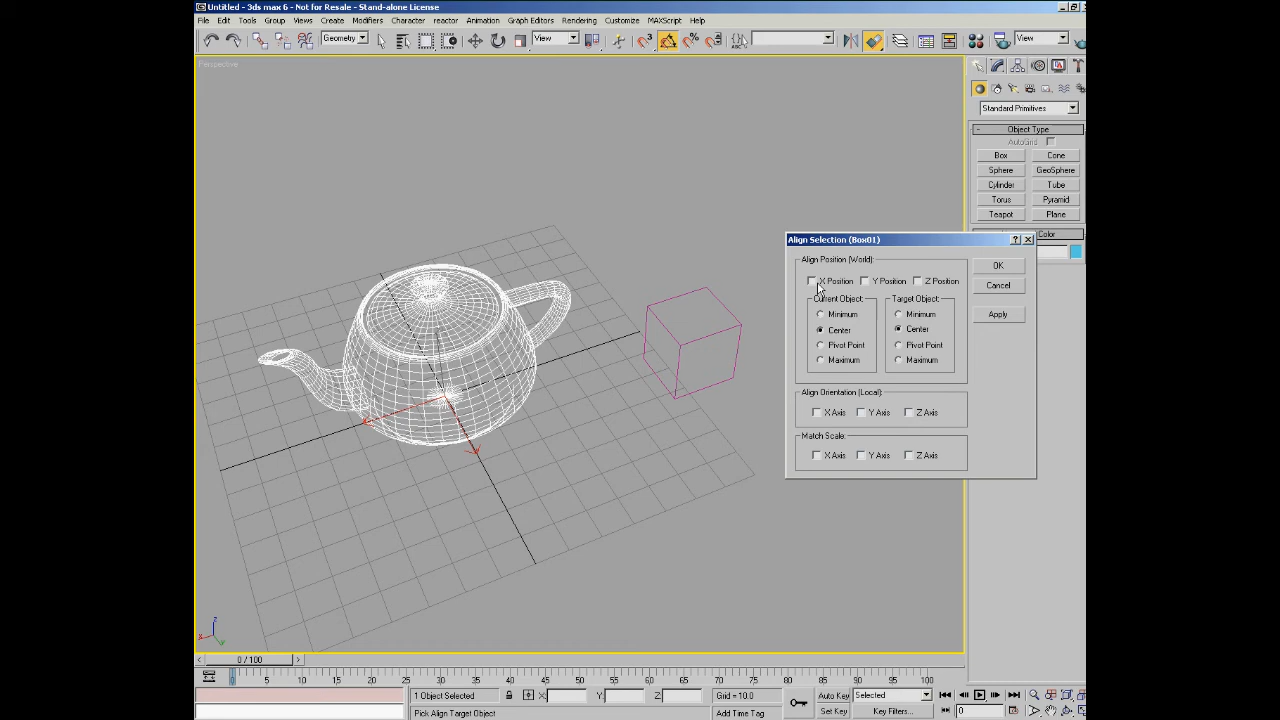 Untitled - 3ds max 6 - Not for Resale - Stand-alone License
File Edit Tools Group Views Create Modifiers Character reactor Animation Graph Editors Rendering Customize MAXScript Help
Geometry View 3 % ABC View
Perspective
Standard Primitives
- Object Type
AutoGrid
Box Cone
Sphere GeoSphere
Cylinder Tube
Torus Pyramid
Teapot Plane
Color
Align Selection (Box01) ?
Align Position (World):
OK
X Position Y Position Z Position
Cancel
Current Object: Target Object:
Minimum Minimum
Apply
Center Center
Pivot Point Pivot Point
Maximum Maximum
Align Orientation (Local):
X Axis Y Axis Z Axis
Match Scale:
X Axis Y Axis Z Axis
z
x y
< 0 / 100 >
0 5 10 15 20 25 30 35 40 45 50 55 60 65 70 75 80 85 90 95 100
1 Object Selected X: Y: Z: Grid = 10.0 Auto Key Selected
Pick Align Target Object Add Time Tag Set Key Key Filters... 0